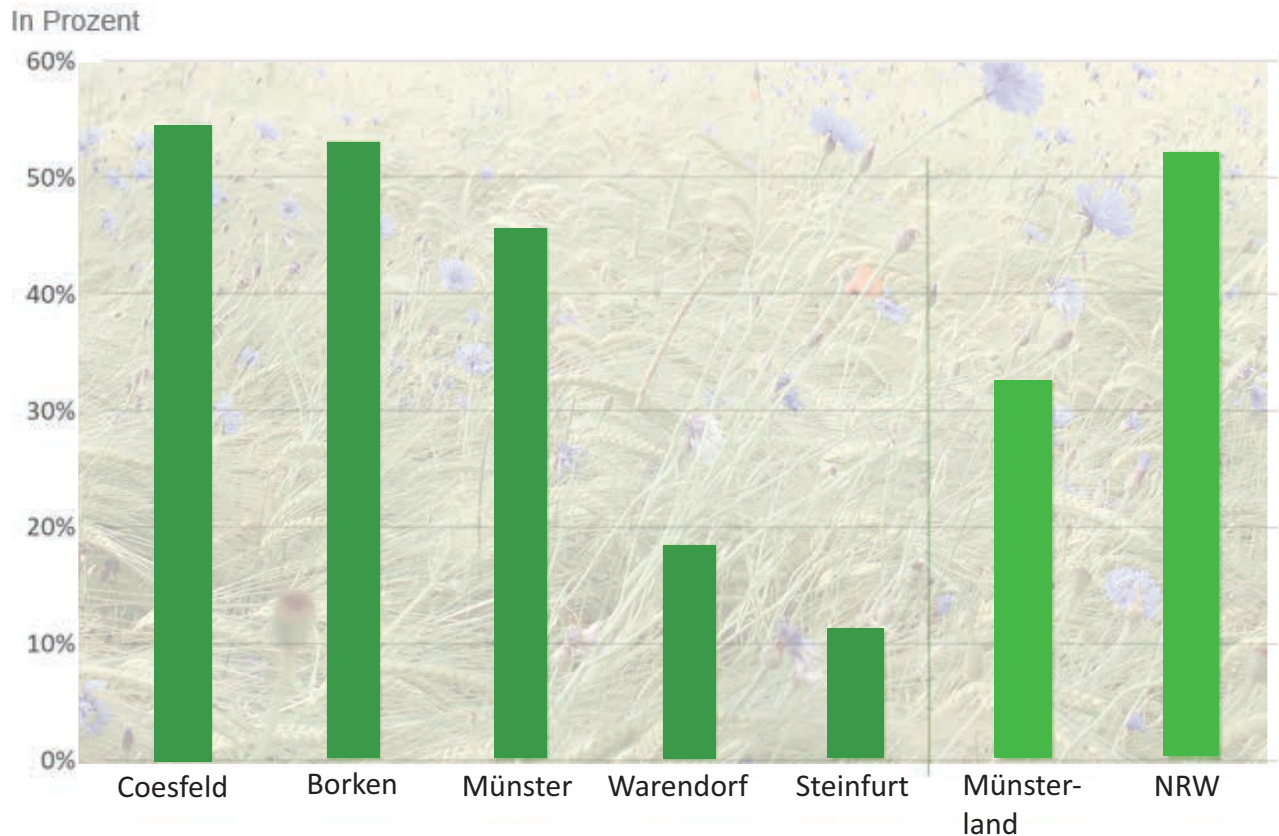 In Prozent
60%
50%
40%
30%
20%
10%
0%
Coesfeld
Borken
Münster
Warendorf
Steinfurt
Münster-
land
NRW